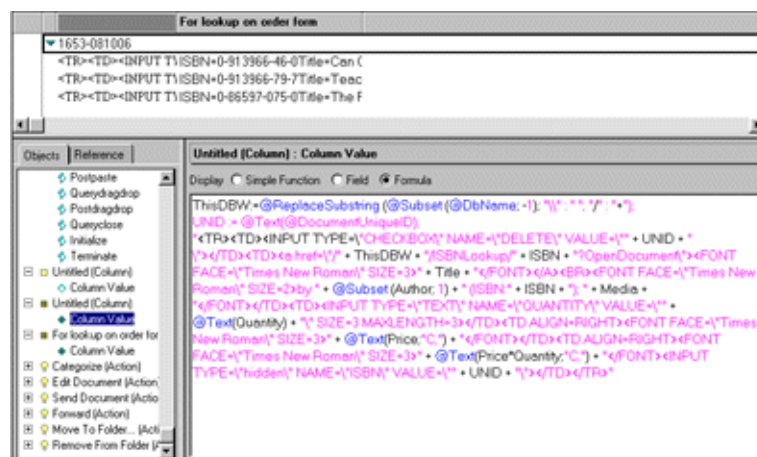 For lookup on order form
1653-081006
<TR><TD><INPUT T\ISBN=0-913966-46-0Title=Can (
<TR><TD><INPUT T\ISBN=0-913966-79-7Title=Teac
<TR><TD><INPUT T\ISBN=0-86597-075-0Title=The F
Objects Reference
Postpaste
Querydragdrop
Postdragdrop
Queryclose
Initialize
Terminate
Untitled (Column)
Column Value
Untitled (Column)
Column Value
For lookup on order for
Column Value
Categorize (Action)
Edit Document (Action)
Send Document (Actio
Forward (Action)
Move To Folder... (Acti
Remove From Folder (A
Untitled (Column) : Column Value
Display Simple Function Field Formula
ThisDBW:=@ReplaceSubstring (@Subset (@DbName; -1); "\\" : " "; "/" : "+");
UNID := @Text(@DocumentUniqueID);
"<TR><TD><INPUT TYPE=\"CHECKBOX\" NAME=\"DELETE\" VALUE=\"" + UNID + "
\"></TD><TD><a href=\"/" + ThisDBW + "/ISBNLookup/" + ISBN + "?OpenDocument\"><FONT
FACE=\"Times New Roman\" SIZE=3>" + Title + "</FONT></A><BR><FONT FACE=\"Times New
Roman\" SIZE=2>by " + @Subset (Author; 1) + " (ISBN:" + ISBN + "); " + Media +
"</FONT></TD><TD><INPUT TYPE=\"TEXT\" NAME=\"QUANTITY\" VALUE=\"" +
@Text(Quantity) + "\" SIZE=3 MAXLENGTH=3></TD><TD ALIGN=RIGHT><FONT FACE=\"Times
New Roman\" SIZE=3>" + @Text(Price;"C,") + "</FONT></TD><TD ALIGN=RIGHT><FONT
FACE=\"Times New Roman\" SIZE=3>" + @Text(Price*Quantity;"C,") + "</FONT><INPUT
TYPE=\"hidden\" NAME=\"ISBN\" VALUE=\"" + UNID + "\"></TD></TR>"